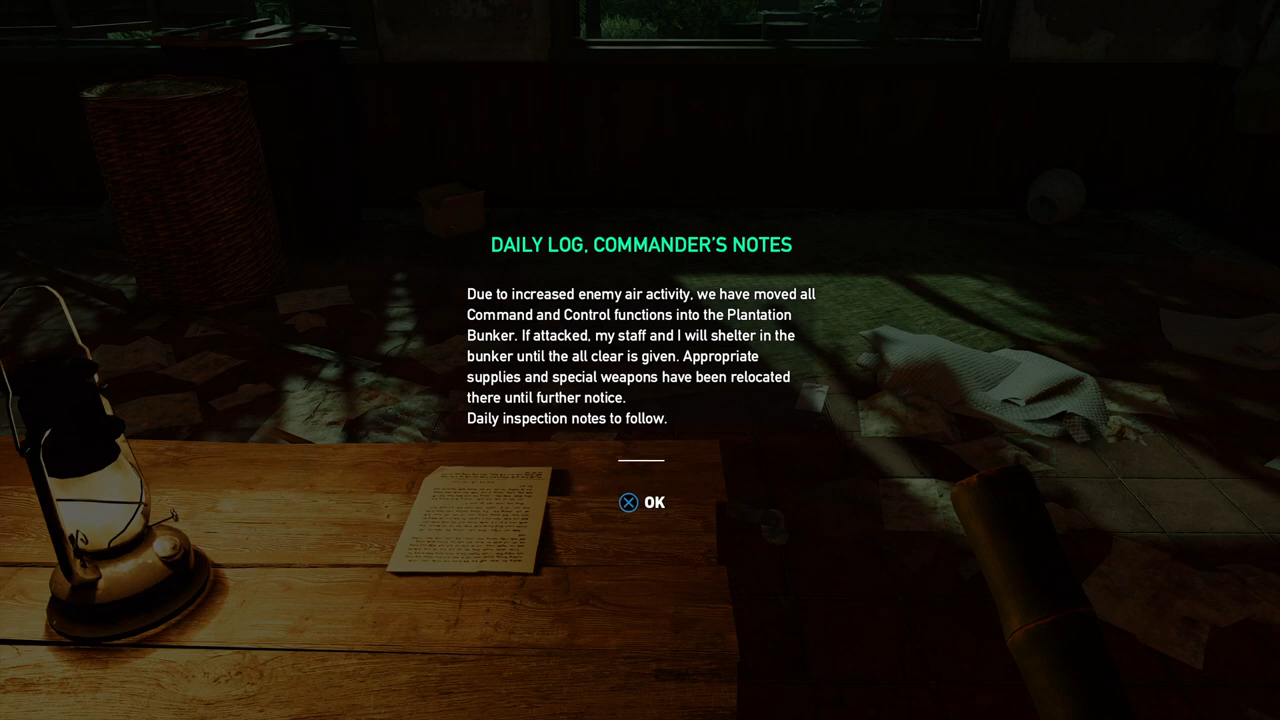 DAILY LOG, COMMANDER'S NOTES
Due to increased enemy air activity, we have moved all
Command and Control functions into the Plantation
Bunker. If attacked, my staff and I will shelter in the
bunker until the all clear is given. Appropriate
supplies and special weapons have been relocated
there until further notice.
Daily inspection notes to follow.
OK